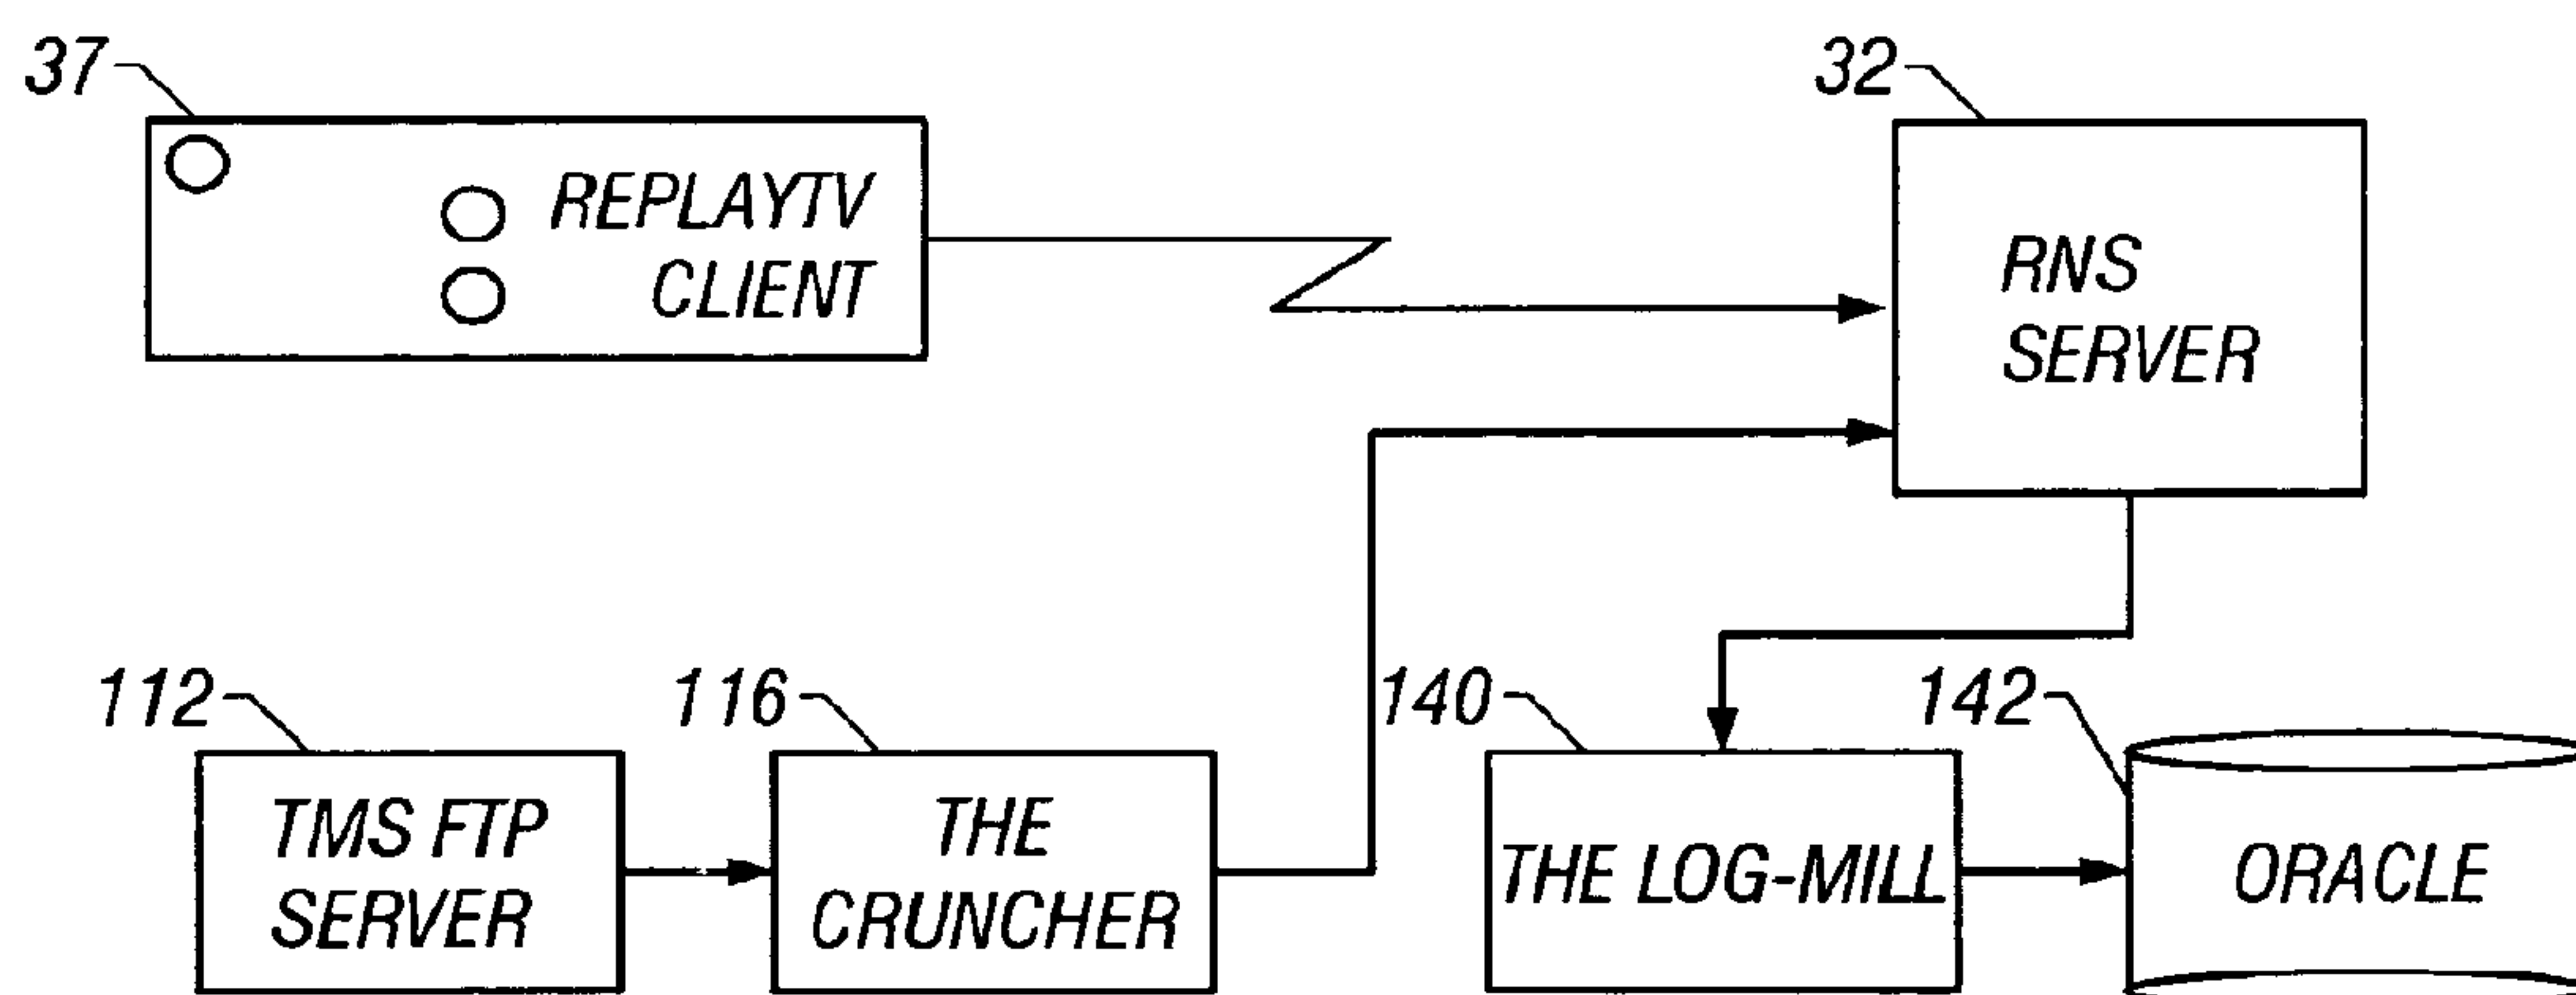 37
32
REPLAYTV
CLIENT
RNS
SERVER
112
116
140
142
TMS FTP
SERVER
THE
CRUNCHER
THE LOG-MILL
ORACLE